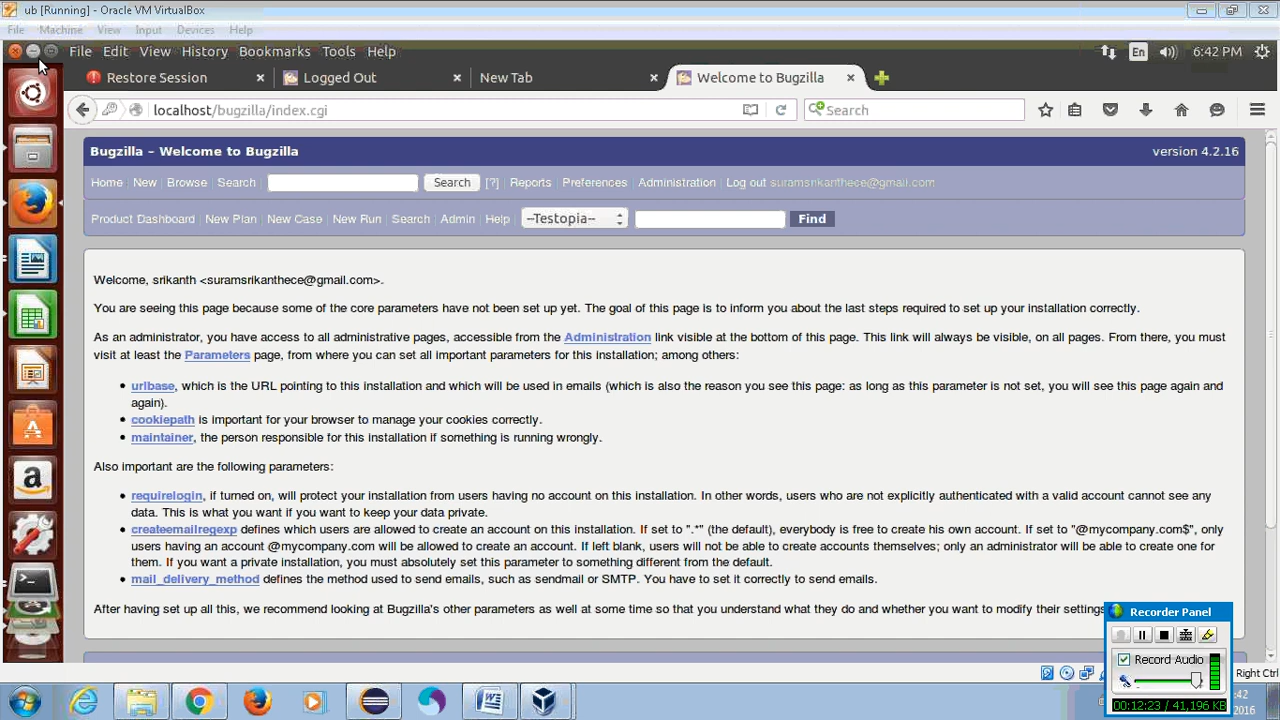 ub [Running] - Oracle VM VirtualBox
File Machine View Input Devices Help
File Edit View History Bookmarks Tools Help En 6:42 PM
Restore Session Logged Out New Tab Welcome to Bugzilla
localhost/bugzilla/index.cgi Search
Bugzilla – Welcome to Bugzilla version 4.2.16
Home New Browse Search Search [?] Reports Preferences Administration Log out suramsrikanthece@gmail.com
Product Dashboard New Plan New Case New Run Search Admin Help --Testopia-- Find
Welcome, srikanth <suramsrikanthece@gmail.com>.
You are seeing this page because some of the core parameters have not been set up yet. The goal of this page is to inform you about the last steps required to set up your installation correctly.
As an administrator, you have access to all administrative pages, accessible from the Administration link visible at the bottom of this page. This link will always be visible, on all pages. From there, you must
visit at least the Parameters page, from where you can set all important parameters for this installation; among others:
• urlbase, which is the URL pointing to this installation and which will be used in emails (which is also the reason you see this page: as long as this parameter is not set, you will see this page again and
again).
• cookiepath is important for your browser to manage your cookies correctly.
• maintainer, the person responsible for this installation if something is running wrongly.
Also important are the following parameters:
• requirelogin, if turned on, will protect your installation from users having no account on this installation. In other words, users who are not explicitly authenticated with a valid account cannot see any
data. This is what you want if you want to keep your data private.
• createemailregexp defines which users are allowed to create an account on this installation. If set to ".*" (the default), everybody is free to create his own account. If set to "@mycompany.com$", only
users having an account @mycompany.com will be allowed to create an account. If left blank, users will not be able to create accounts themselves; only an administrator will be able to create one for
them. If you want a private installation, you must absolutely set this parameter to something different from the default.
• mail_delivery_method defines the method used to send emails, such as sendmail or SMTP. You have to set it correctly to send emails.
After having set up all this, we recommend looking at Bugzilla's other parameters as well at some time so that you understand what they do and whether you want to modify their settings
Recorder Panel
Record Audio
00:12:23 / 41,196 KB
Right Ctrl
:42
2016